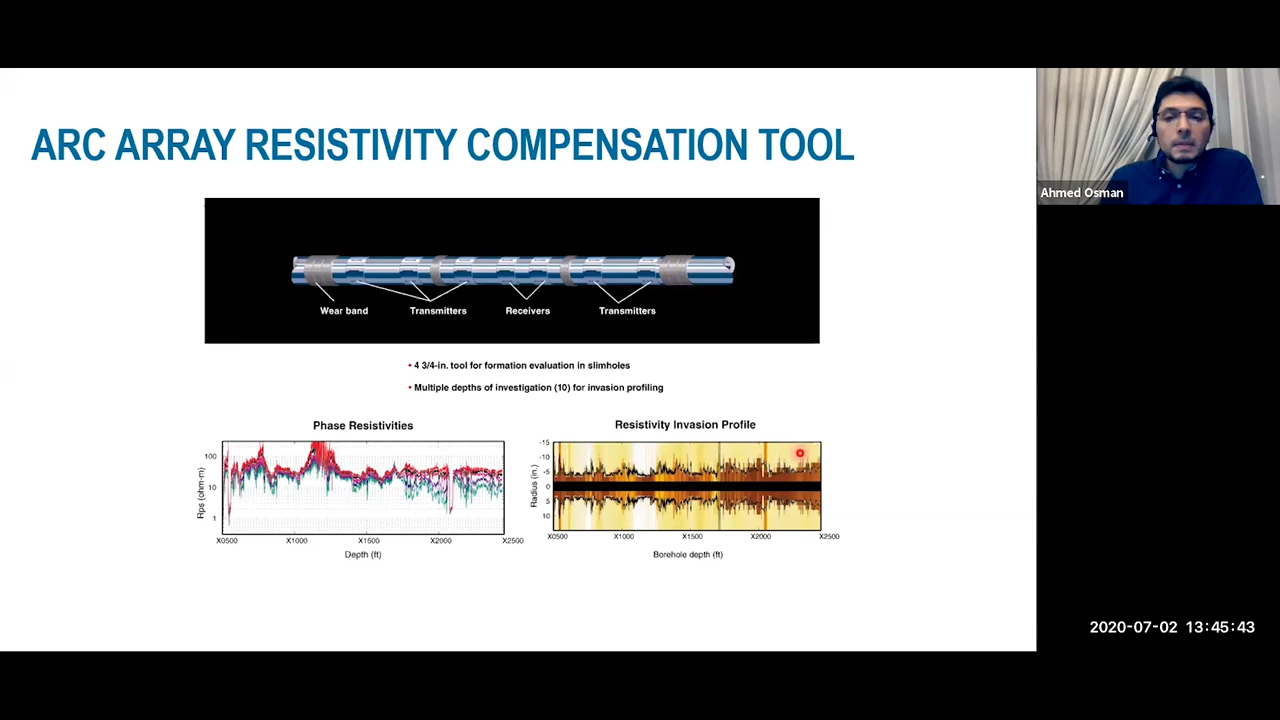 ARC ARRAY RESISTIVITY COMPENSATION TOOL
Ahmed Osman
Wear band
Transmitters
Receivers
Transmitters
• 4 3/4-in. tool for formation evaluation in slimholes
• Multiple depths of investigation (10) for invasion profiling
Phase Resistivities
Rps (ohm-m)
100
10
1
X0500 X1000 X1500 X2000 X2500
Depth (ft)
Resistivity Invasion Profile
Radius (in.)
-15
-10
-5
0
5
10
X0500 X1000 X1500 X2000 X2500
Borehole depth (ft)
2020-07-02 13:45:43